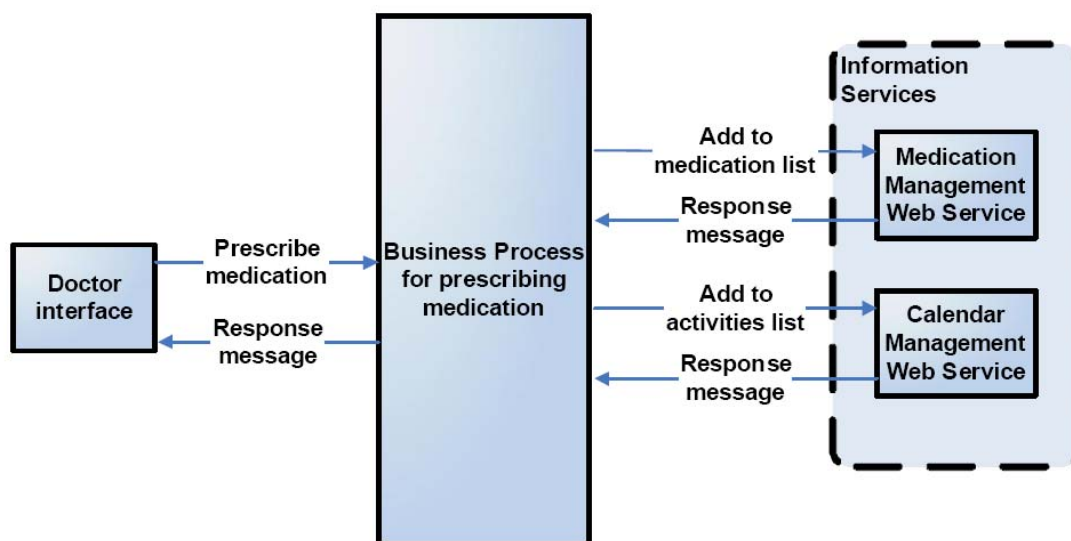 Information
Services
Add to
medication list
Medication
Management
Web Service
Response
message
Prescribe
medication
Business Process
for prescribing
medication
Doctor
interface
Response
message
Add to
activities list
Calendar
Management
Web Service
Response
message